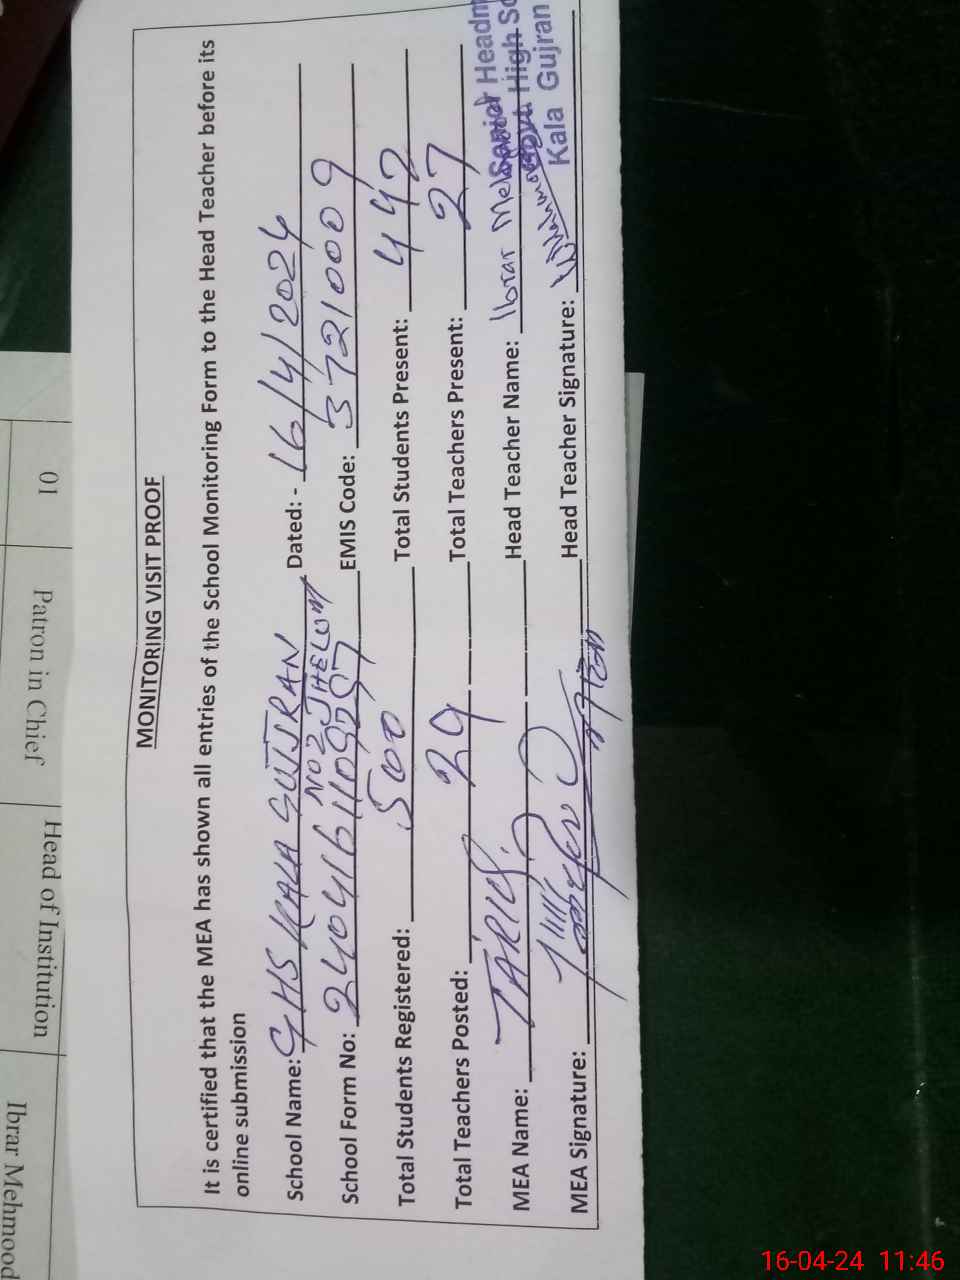 MONITORING VISIT PROOF
It is certified that the MEA has shown all entries of the School Monitoring Form to the Head Teacher before its
online submission
School Name: GHS KALA GUJRAN NO2 JHELUM Dated: - 16/4/2024
School Form No: EMIS Code: 37210009
Total Students Registered: 500 Total Students Present: 442
Total Teachers Posted: 29 Total Teachers Present: 27
MEA Name: TARIQ Head Teacher Name: Ibrar
MEA Signature: Head Teacher Signature:
Senior Headm
Govt. High Sc
Kala Gujran
01
Patron in Chief
Head of Institution
Ibrar Mehmood
16-04-24 11:46